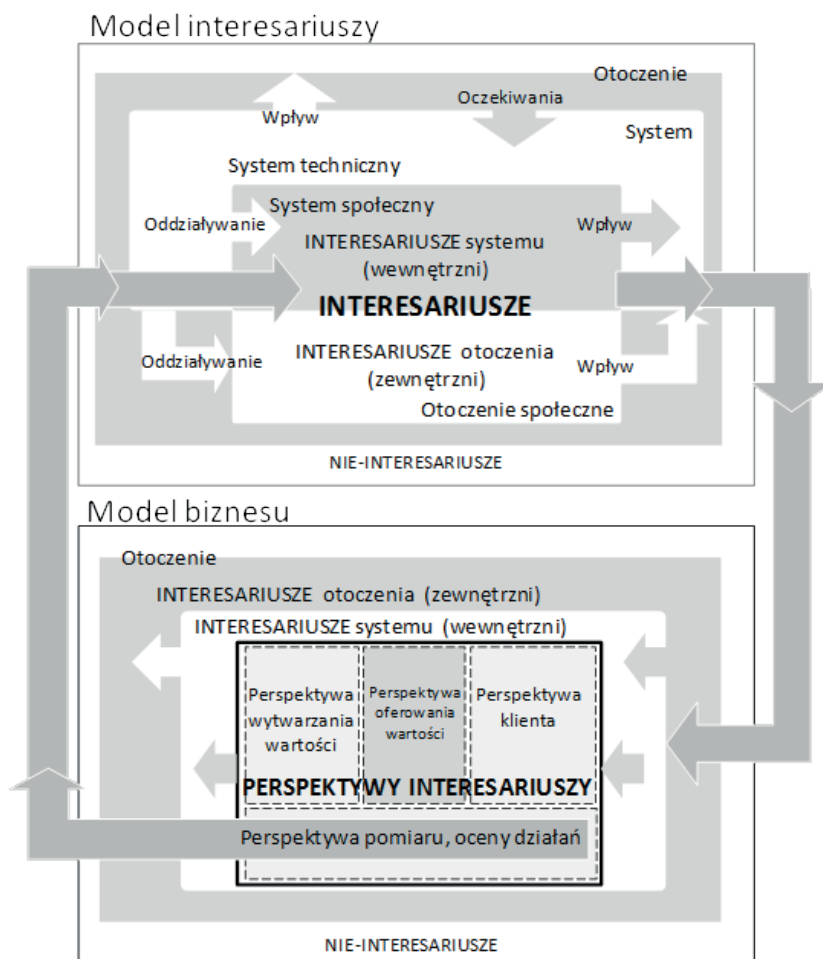 Model interesariuszy
Otoczenie
Oczekiwania
Wpływ
System
System techniczny
System społeczny
Oddziaływanie
Wpływ
INTERESARIUSZE systemu
(wewnętrzni)
INTERESARIUSZE
INTERESARIUSZE otoczenia
(zewnętrzni)
Oddziaływanie
Wpływ
Otoczenie społeczne
NIE-INTERESARIUSZE
Model biznesu
Otoczenie
INTERESARIUSZE otoczenia (zewnętrzni)
INTERESARIUSZE systemu (wewnętrzni)
Perspektywa
wytwarzania
wartości
Perspektywa
oferowania
wartości
Perspektywa
klienta
PERSPEKTYWY INTERESARIUSZY
Perspektywa pomiaru, oceny działań
NIE-INTERESARIUSZE